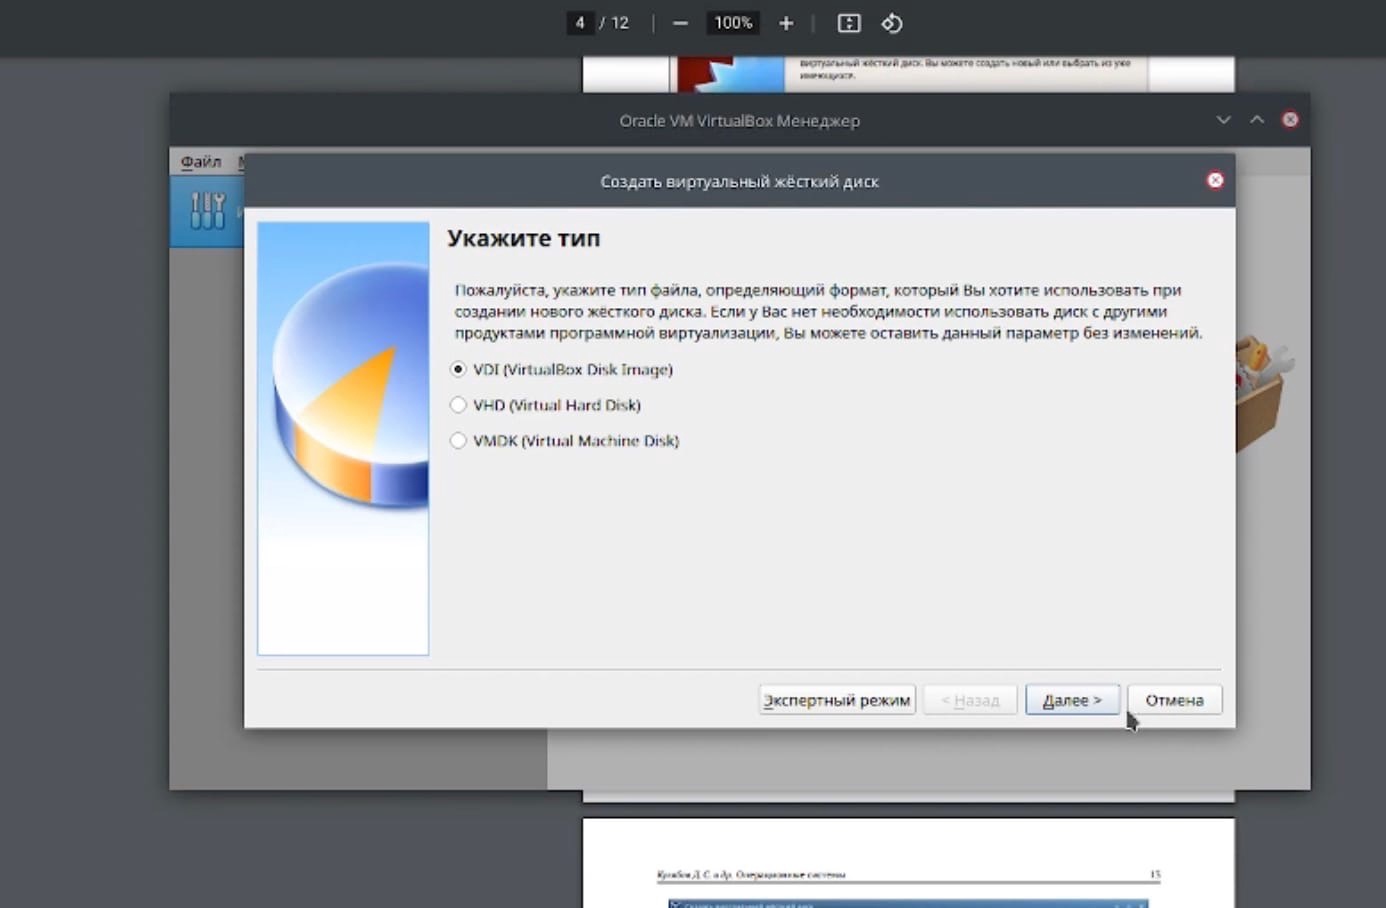 4 / 12 100%
виртуальный жёсткий диск. Вы можете создать новый или выбрать из уже
имеющихся.
Oracle VM VirtualBox Менеджер
Файл
Создать виртуальный жёсткий диск
Укажите тип
Пожалуйста, укажите тип файла, определяющий формат, который Вы хотите использовать при
создании нового жёсткого диска. Если у Вас нет необходимости использовать диск с другими
продуктами программной виртуализации, Вы можете оставить данный параметр без изменений.
VDI (VirtualBox Disk Image)
VHD (Virtual Hard Disk)
VMDK (Virtual Machine Disk)
Экспертный режим < Назад Далее > Отмена
Кулябов Д. С. и др. Операционные системы 15